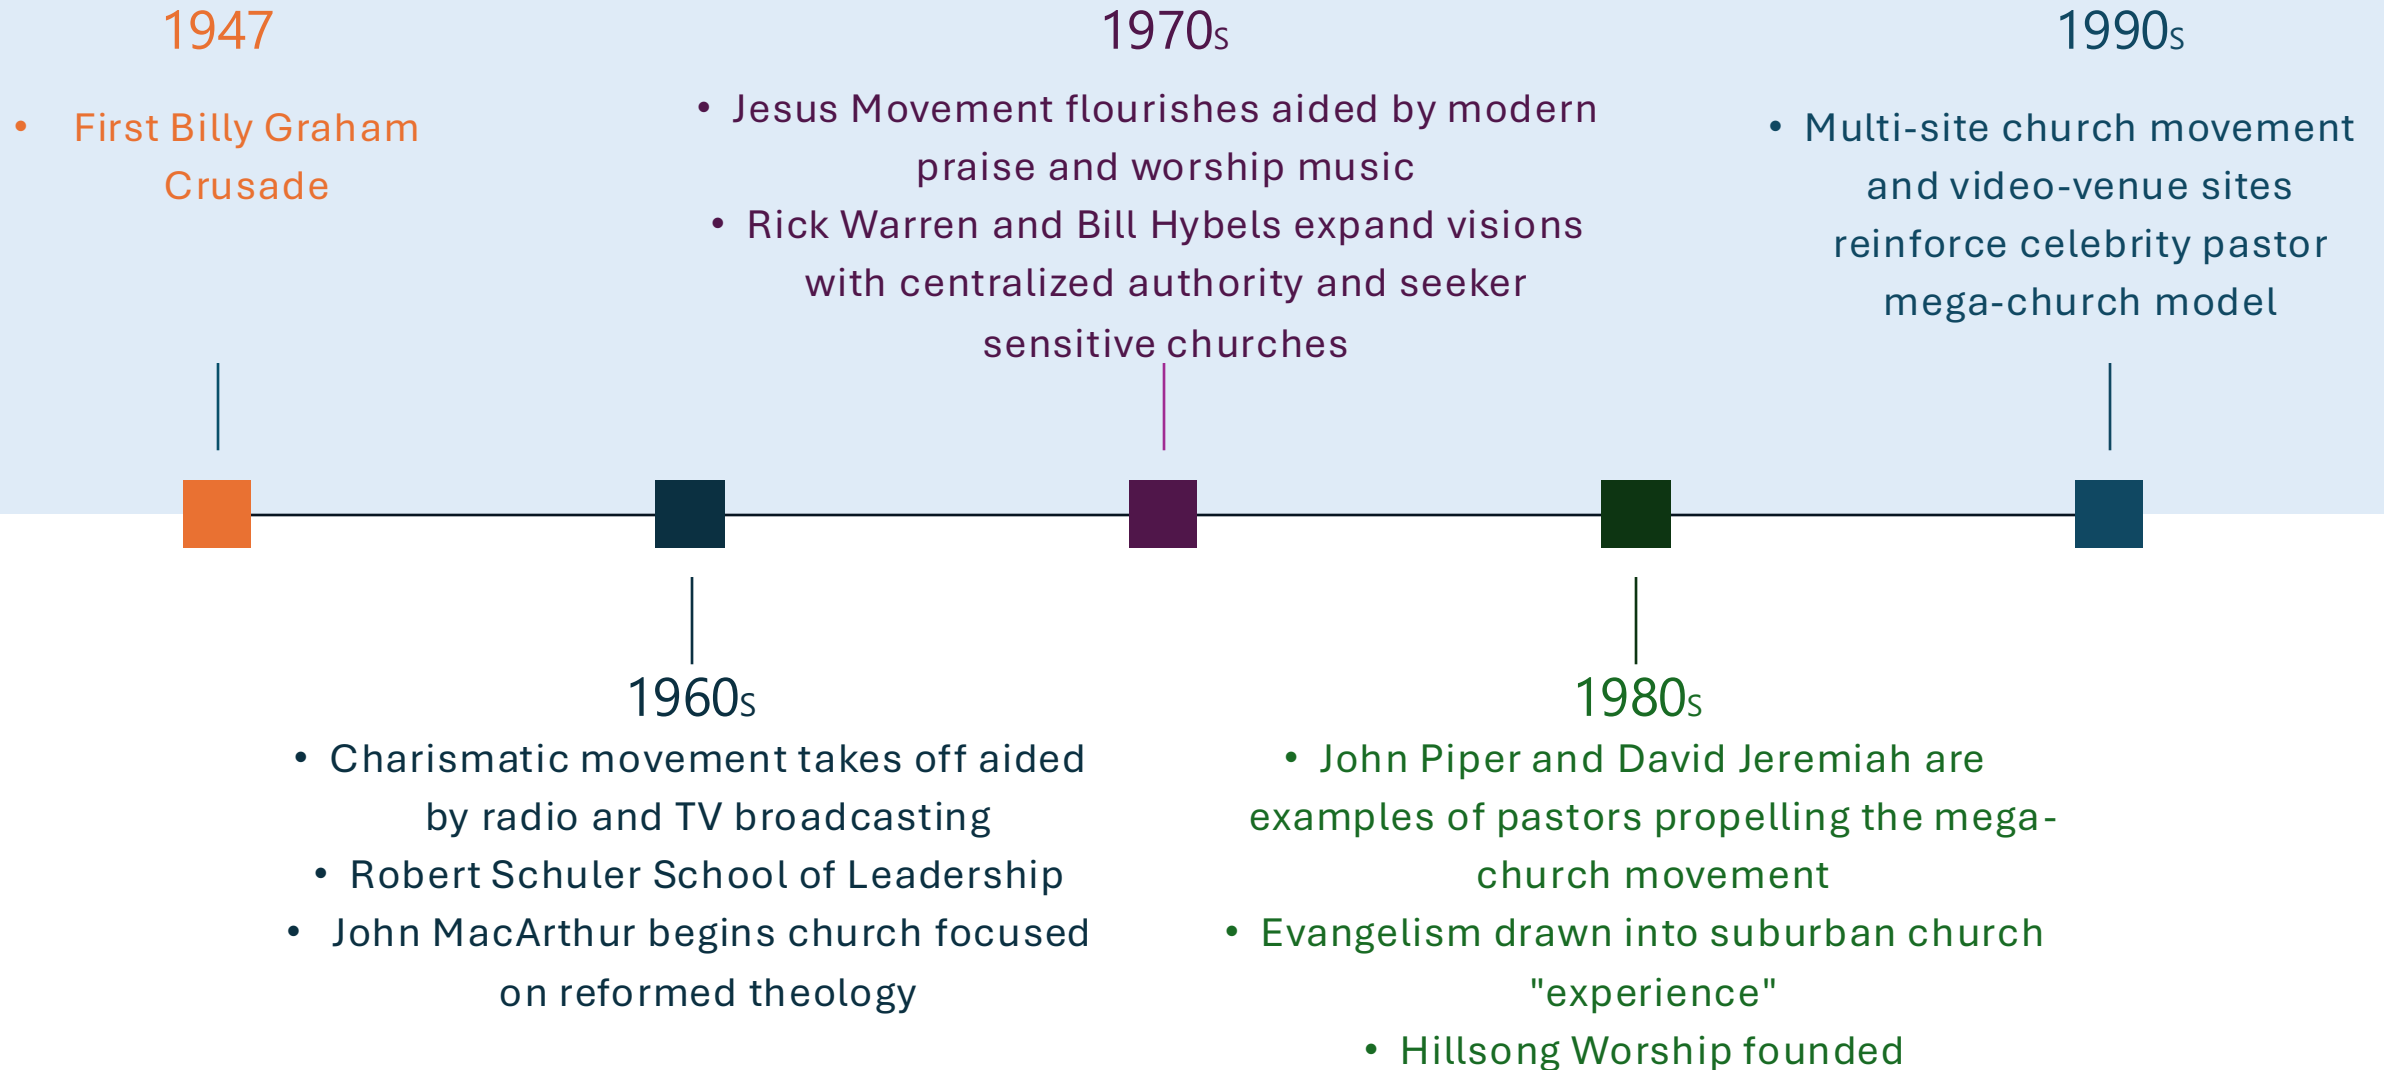 1947
• First Billy Graham
Crusade
1970s
• Jesus Movement flourishes aided by modern
praise and worship music
• Rick Warren and Bill Hybels expand visions
with centralized authority and seeker
sensitive churches
1990s
• Multi-site church movement
and video-venue sites
reinforce celebrity pastor
mega-church model
1960s
• Charismatic movement takes off aided
by radio and TV broadcasting
• Robert Schuler School of Leadership
• John MacArthur begins church focused
on reformed theology
1980s
• John Piper and David Jeremiah are
examples of pastors propelling the mega-
church movement
• Evangelism drawn into suburban church
"experience"
• Hillsong Worship founded